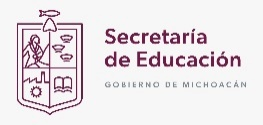 Secretaría
de Educación
GOBIERNO DE MICHOACÁN